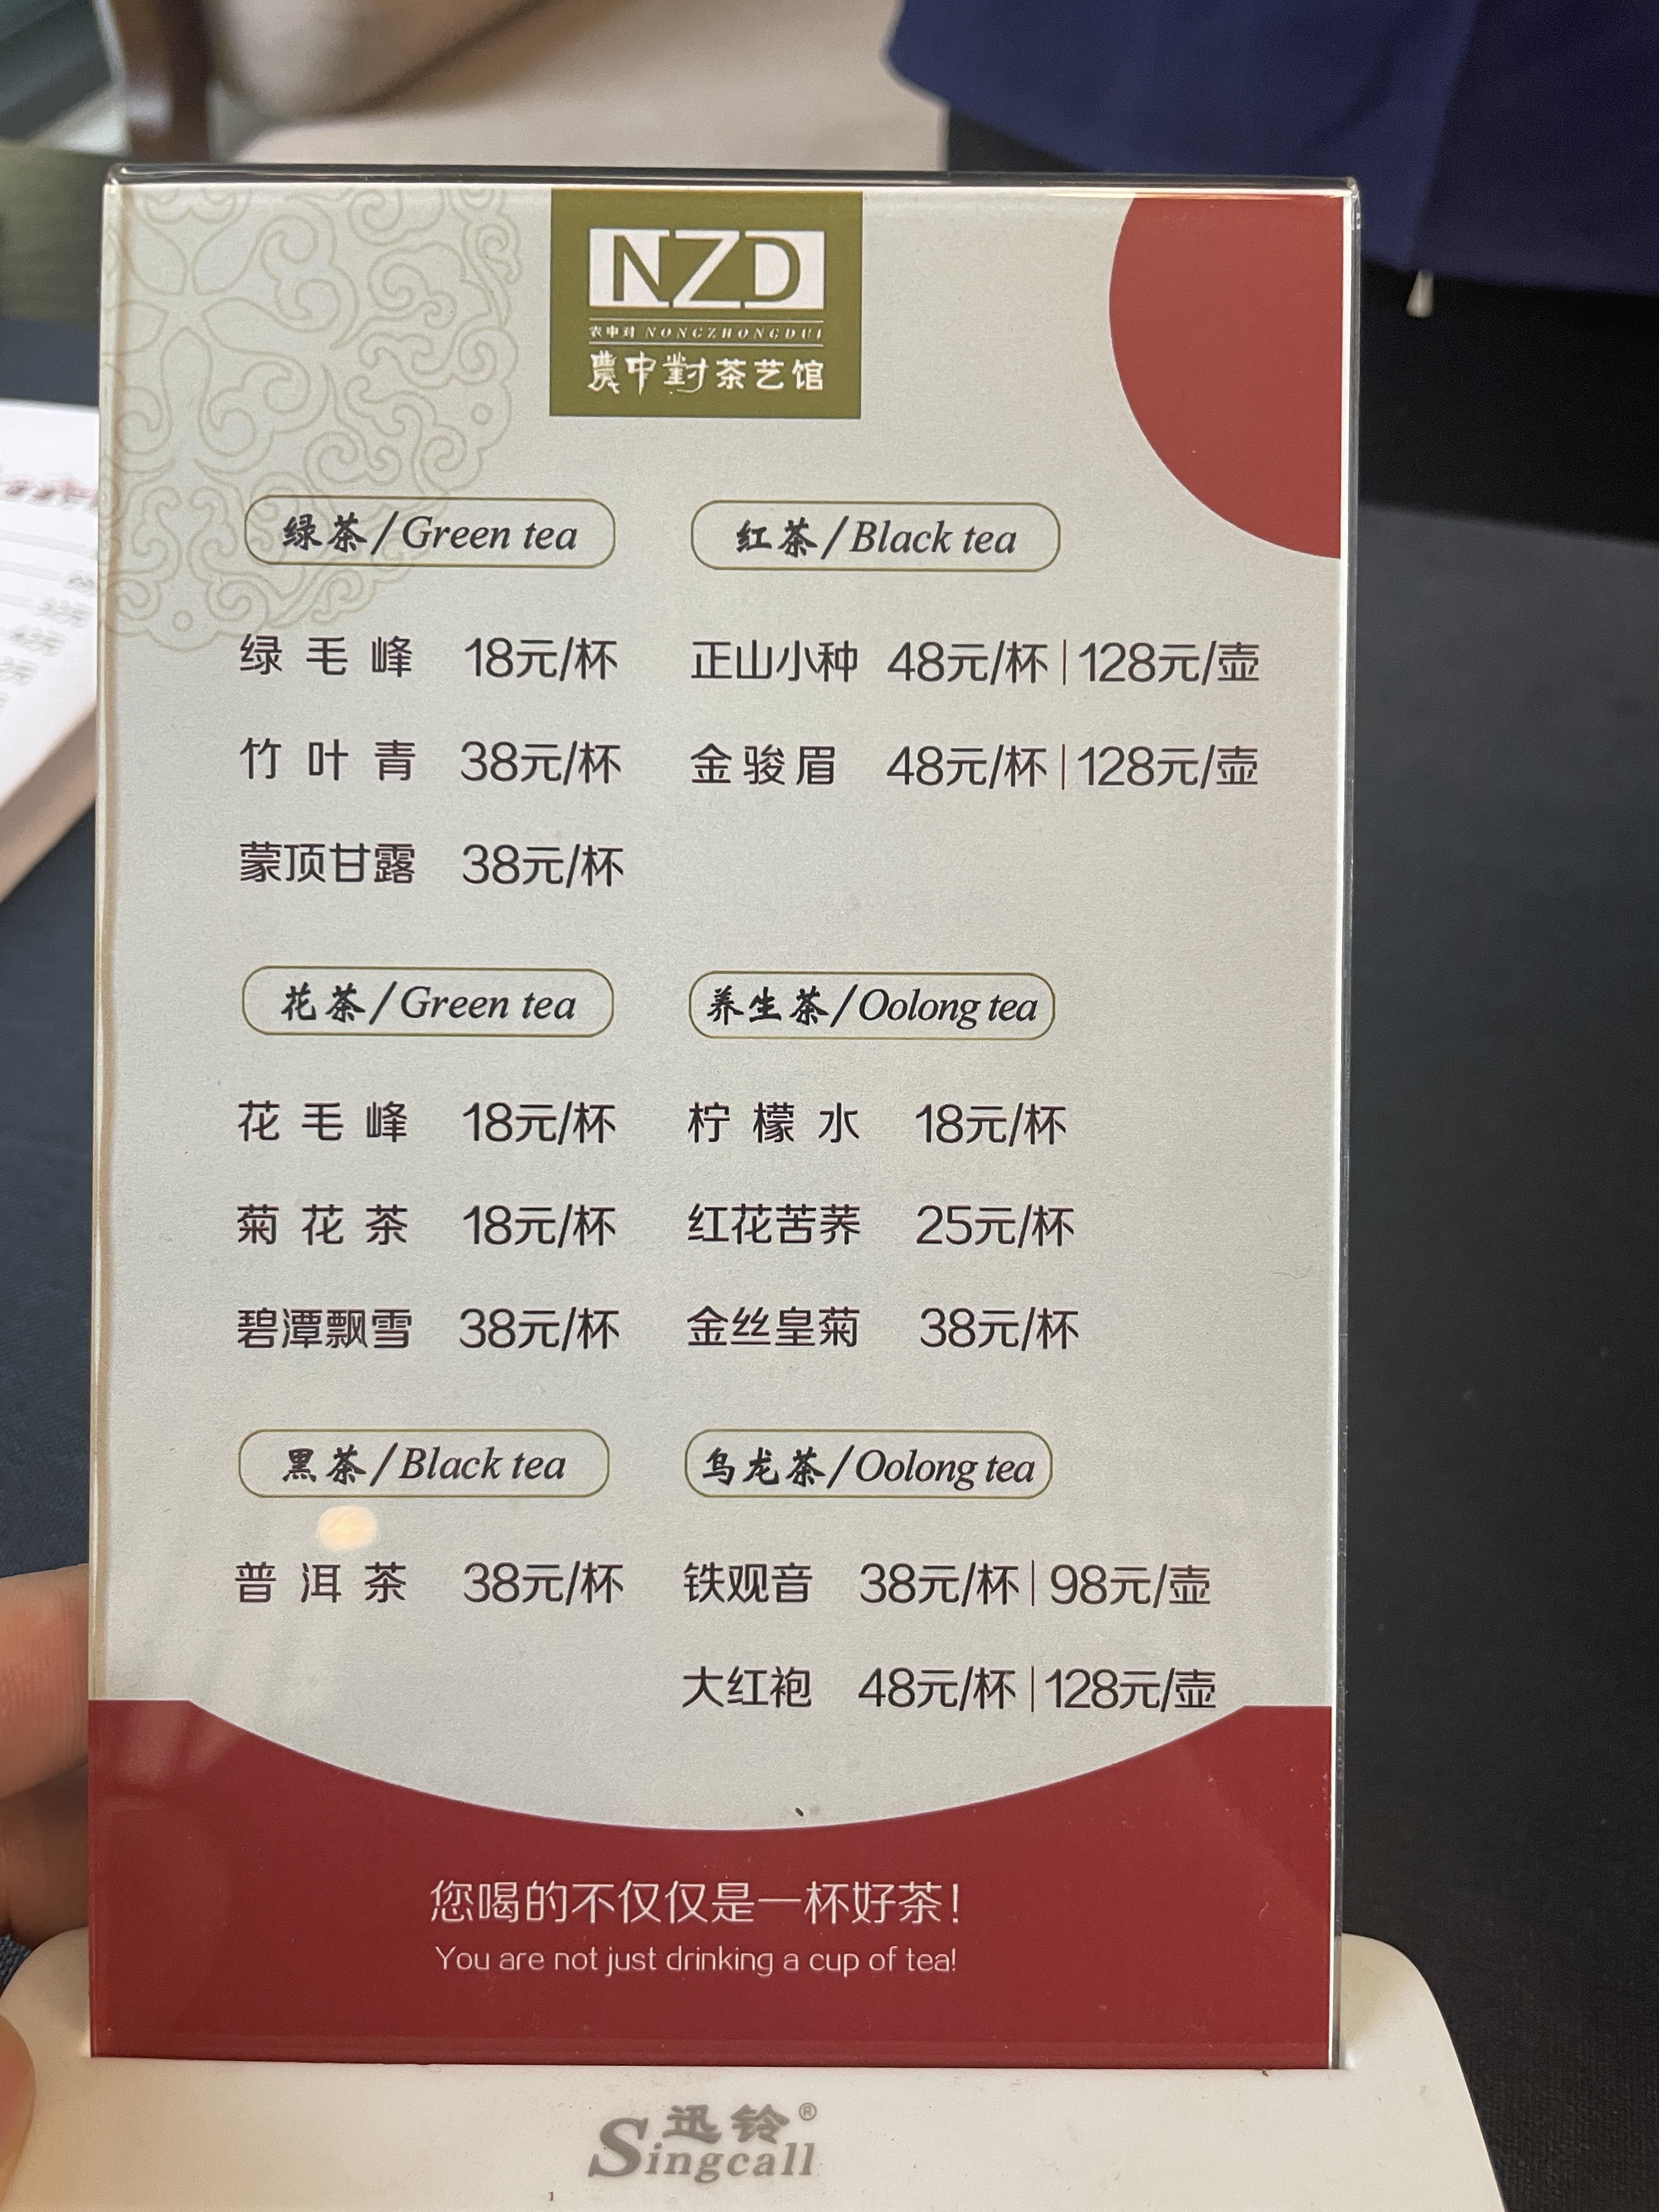 NZD
农中对 NONGZHONGDUI
農中對茶艺馆
绿茶/Green tea
绿毛峰 18元/杯
竹叶青 38元/杯
蒙顶甘露 38元/杯
红茶/Black tea
正山小种 48元/杯|128元/壶
金骏眉 48元/杯|128元/壶
花茶/Green tea
花毛峰 18元/杯
菊花茶 18元/杯
碧潭飘雪 38元/杯
养生茶/Oolong tea
柠檬水 18元/杯
红花苦荞 25元/杯
金丝皇菊 38元/杯
黑茶/Black tea
普洱茶 38元/杯
乌龙茶/Oolong tea
铁观音 38元/杯|98元/壶
大红袍 48元/杯|128元/壶
您喝的不仅仅是一杯好茶！
You are not just drinking a cup of tea!
迅铃®
Singcall